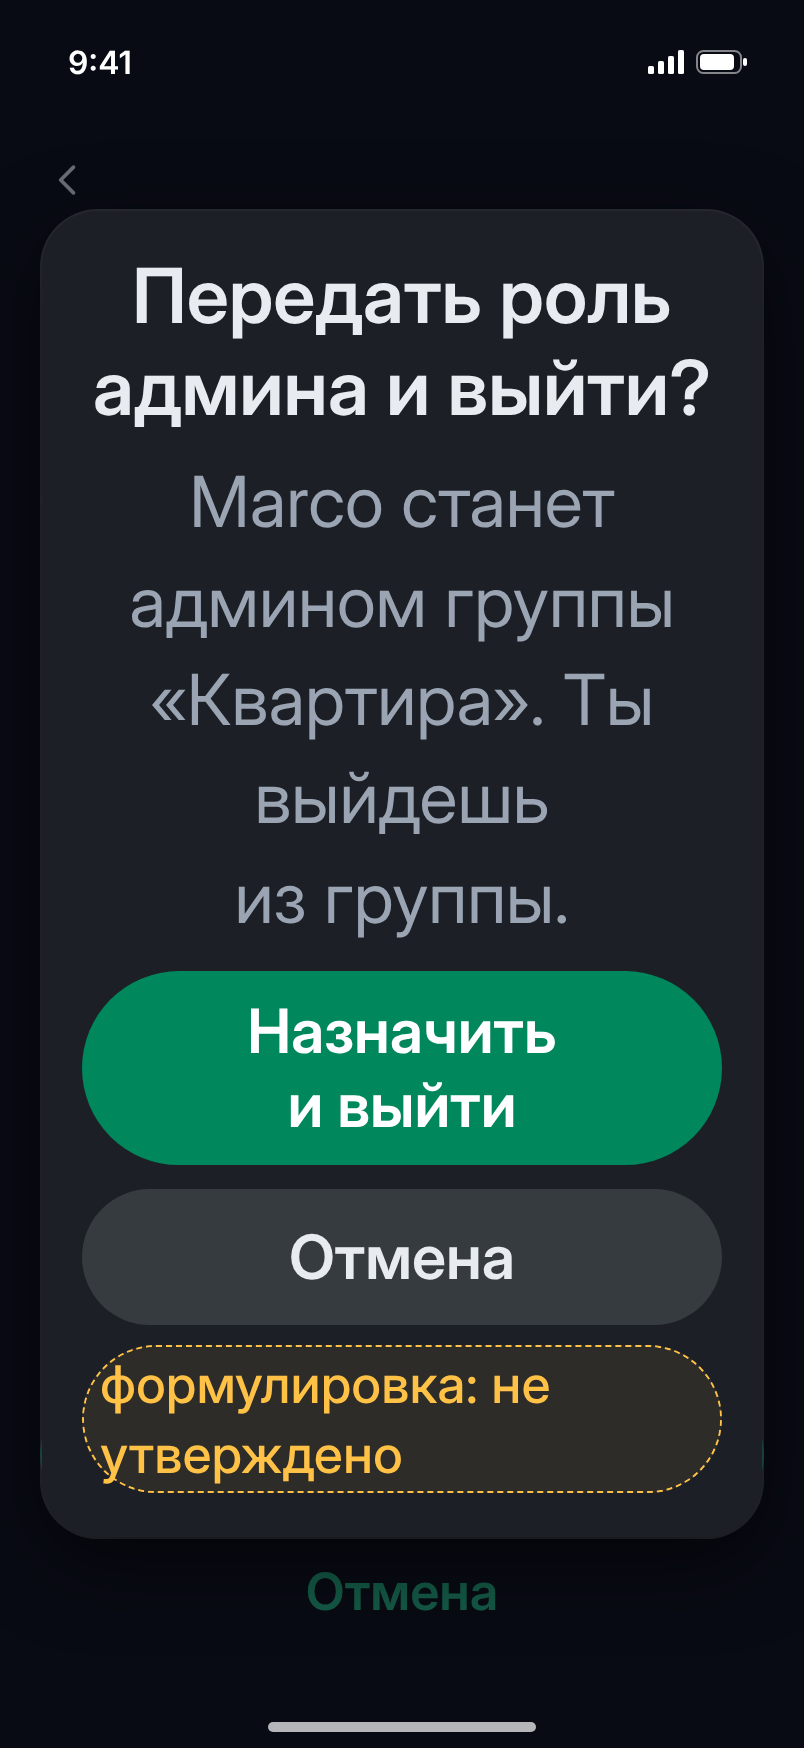 9:41
Передать роль
админа и выйти?
Marco станет
админом группы
«Квартира». Ты
выйдешь
из группы.
Назначить
и выйти
Отмена
формулировка: не
утверждено
Отмена